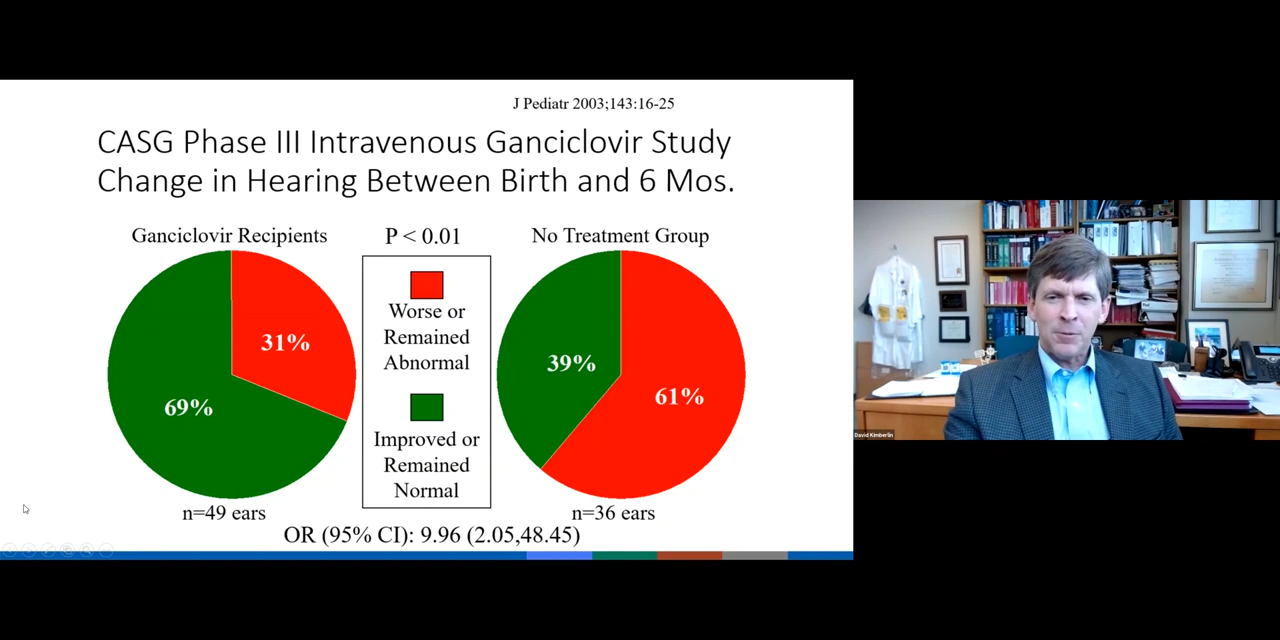 J Pediatr 2003;143:16-25
CASG Phase III Intravenous Ganciclovir Study
Change in Hearing Between Birth and 6 Mos.
Ganciclovir Recipients
P < 0.01
No Treatment Group
31%
69%
Worse or
Remained
Abnormal
Improved or
Remained
Normal
39%
61%
n=49 ears
n=36 ears
OR (95% CI): 9.96 (2.05,48.45)
David Kimberlin